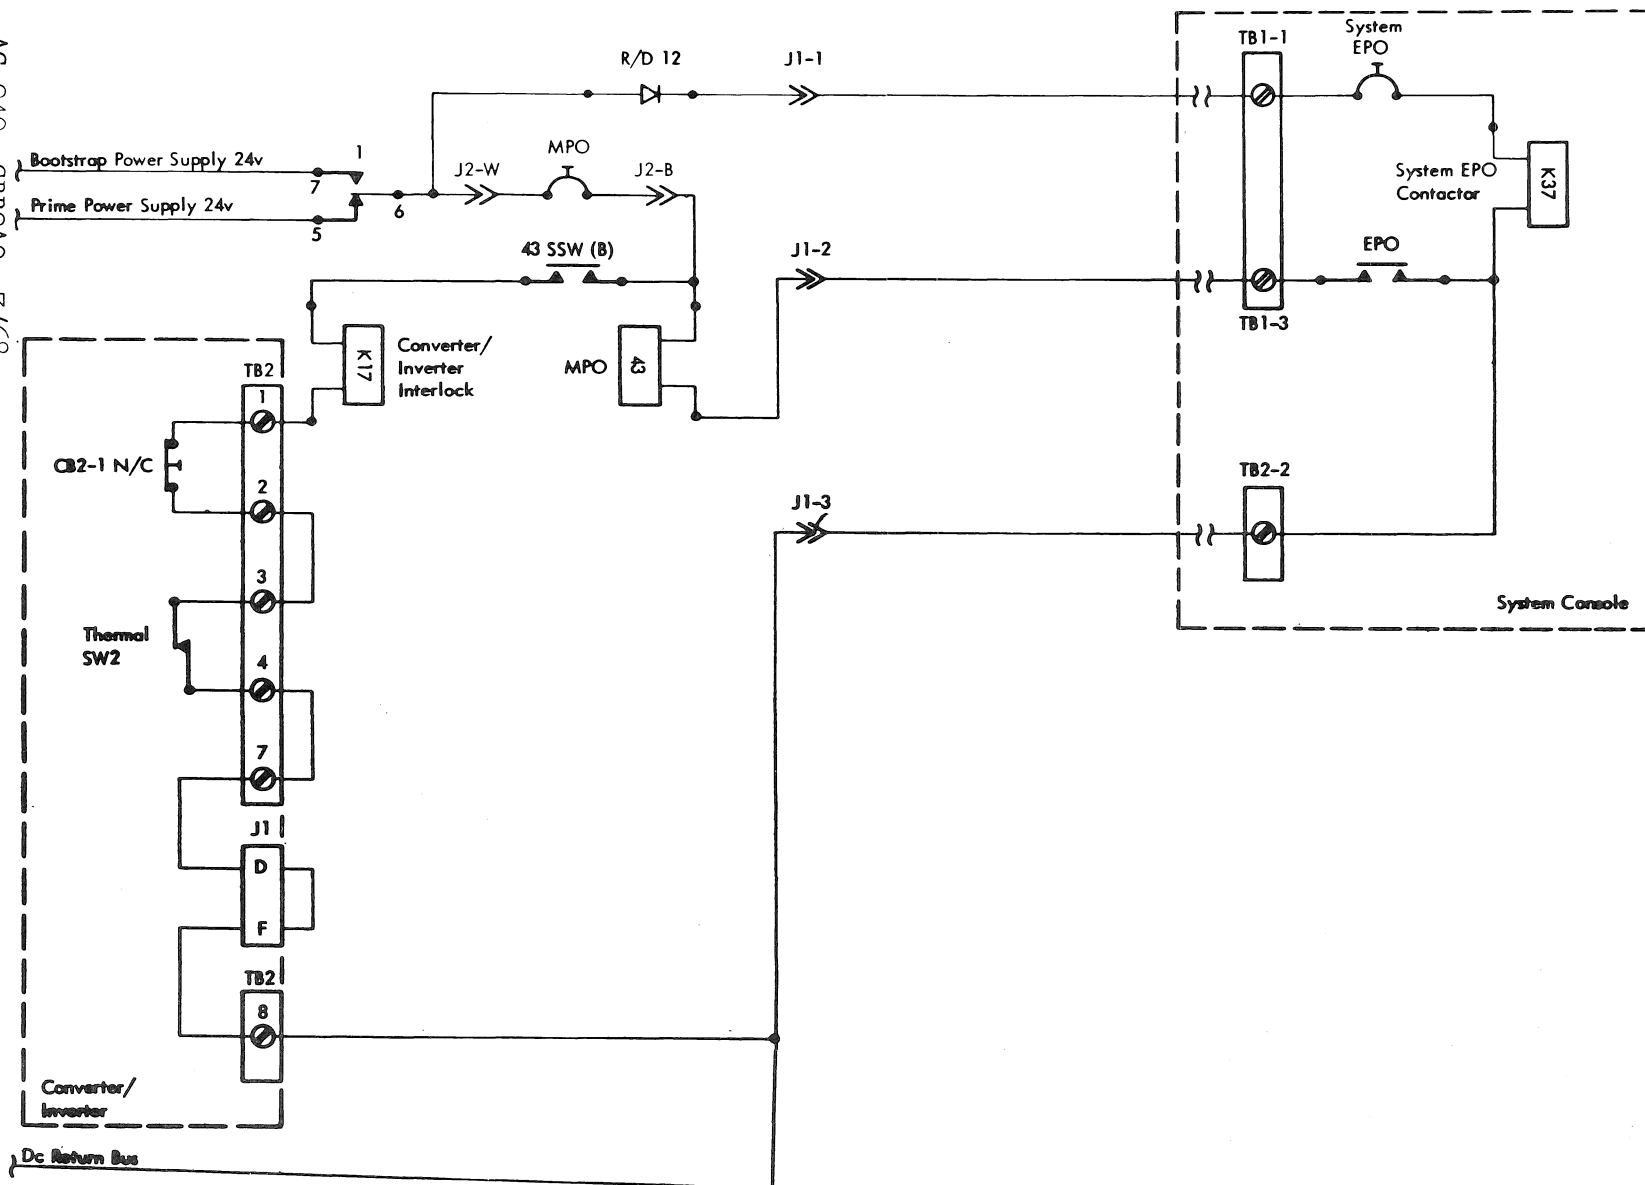 System
EPO
TB1-1
R/D 12
J1-1
MPO
1
Bootstrap Power Supply 24v
J2-W
J2-B
7
System EPO
Contactor
K37
Prime Power Supply 24v
6
5
43 SSW (B)
J1-2
EPO
TB1-3
TB2
K17
Converter/
Inverter
Interlock
MPO
43
1
CB2-1 N/C
2
TB2-2
J1-3
3
System Console
Thermal
SW2
4
7
J1
D
F
TB2
8
Converter/
Inverter
Dc Return Bus